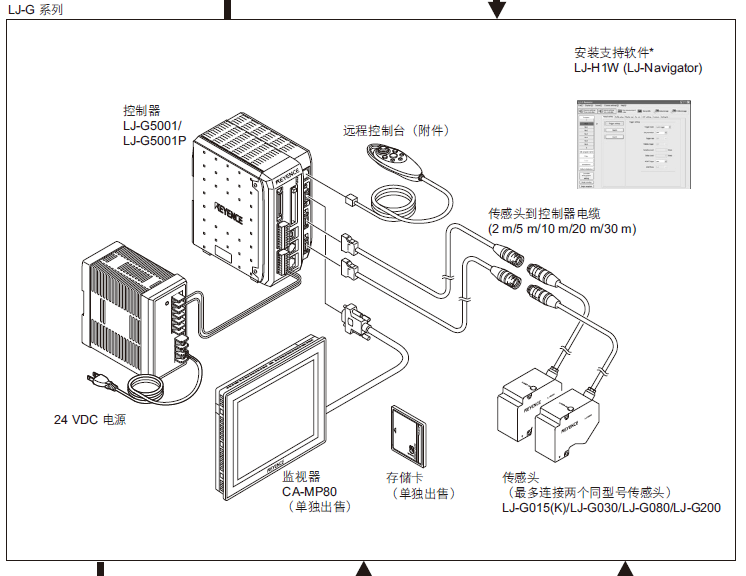 LJ-G 系列
安装支持软件*
LJ-H1W (LJ-Navigator)
控制器
LJ-G5001/
LJ-G5001P
远程控制台（附件）
KEYENCE
KEYENCE
传感头到控制器电缆
(2 m/5 m/10 m/20 m/30 m)
24 VDC 电源
KEYENCE
KEYENCE
KEYENCE
监视器
CA-MP80
（单独出售）
存储卡
（单独出售）
传感头
（最多连接两个同型号传感头）
LJ-G015(K)/LJ-G030/LJ-G080/LJ-G200